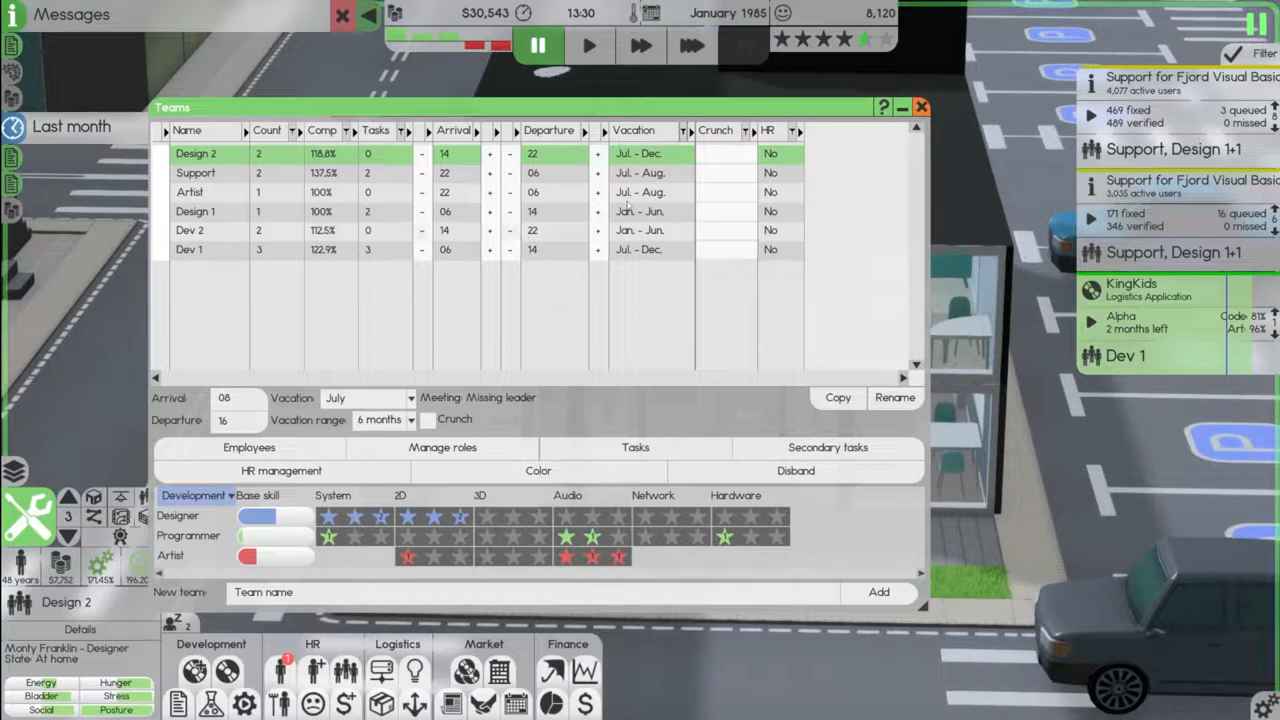 Messages
$30,543
13:30
January 1985
8,120
Filter
Last month
Teams
?
Name Count Comp Tasks Arrival Departure Vacation Crunch HR
Design 2 2 118.8% 0 - 14 + - 22 + Jul. - Dec. No
Support 2 137.5% 2 - 22 + - 06 + Jul. - Aug. No
Artist 1 100% 0 - 22 + - 06 + Jul. - Aug. No
Design 1 1 100% 2 - 06 + - 14 + Jan. - Jun. No
Dev 2 2 112.5% 0 - 14 + - 22 + Jan. - Jun. No
Dev 1 3 122.9% 3 - 06 + - 14 + Jul. - Dec. No
Arrival: 08 Vacation: July Meeting: Missing leader Copy Rename
Departure: 16 Vacation range: 6 months Crunch
Employees Manage roles Tasks Secondary tasks
HR management Color Disband
Development Base skill System 2D 3D Audio Network Hardware
Designer
Programmer
Artist
New team: Team name Add
Support for Fjord Visual Basic
4,077 active users
469 fixed 3 queued
489 verified 0 missed
Support, Design 1+1
Support for Fjord Visual Basic
3,035 active users
171 fixed 16 queued
346 verified 0 missed
Support, Design 1+1
KingKids
Logistics Application
Alpha Code: 81%
2 months left Art: 96%
Dev 1
3
48 years $7,752 171.45% 196.20
Design 2
Details
Monty Franklin - Designer
State: At home
Energy Hunger
Bladder Stress
Social Posture
2
Development HR Logistics Market Finance
1